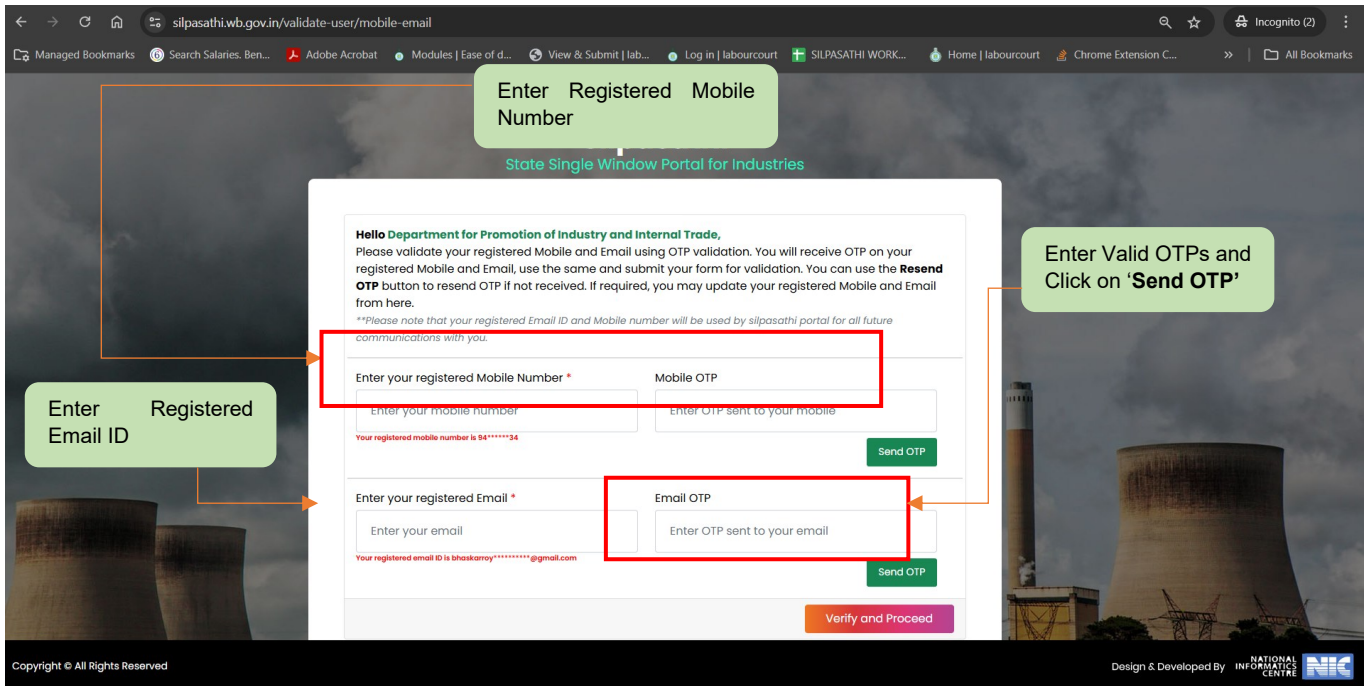 silpasathi.wb.gov.in/validate-user/mobile-email
Incognito (2)
Managed Bookmarks Search Salaries. Ben... Adobe Acrobat Modules | Ease of d... View & Submit | lab... Log in | labourcourt SILPASATHI WORK... Home | labourcourt Chrome Extension C... » All Bookmarks
Enter Registered Mobile
Number
State Single Window Portal for Industries
Hello Department for Promotion of Industry and Internal Trade,
Please validate your registered Mobile and Email using OTP validation. You will receive OTP on your
registered Mobile and Email, use the same and submit your form for validation. You can use the Resend
OTP button to resend OTP if not received. If required, you may update your registered Mobile and Email
from here.
**Please note that your registered Email ID and Mobile number will be used by silpasathi portal for all future
communications with you.
Enter Valid OTPs and
Click on ‘Send OTP’
Enter your registered Mobile Number * Mobile OTP
Enter your mobile number Enter OTP sent to your mobile
Your registered mobile number is 94******34
Send OTP
Enter Registered
Email ID
Enter your registered Email * Email OTP
Enter your email Enter OTP sent to your email
Your registered email ID is bhaskarroy**********@gmail.com
Send OTP
Verify and Proceed
Copyright © All Rights Reserved
Design & Developed By NATIONAL
INFORMATICS
CENTRE
NIC